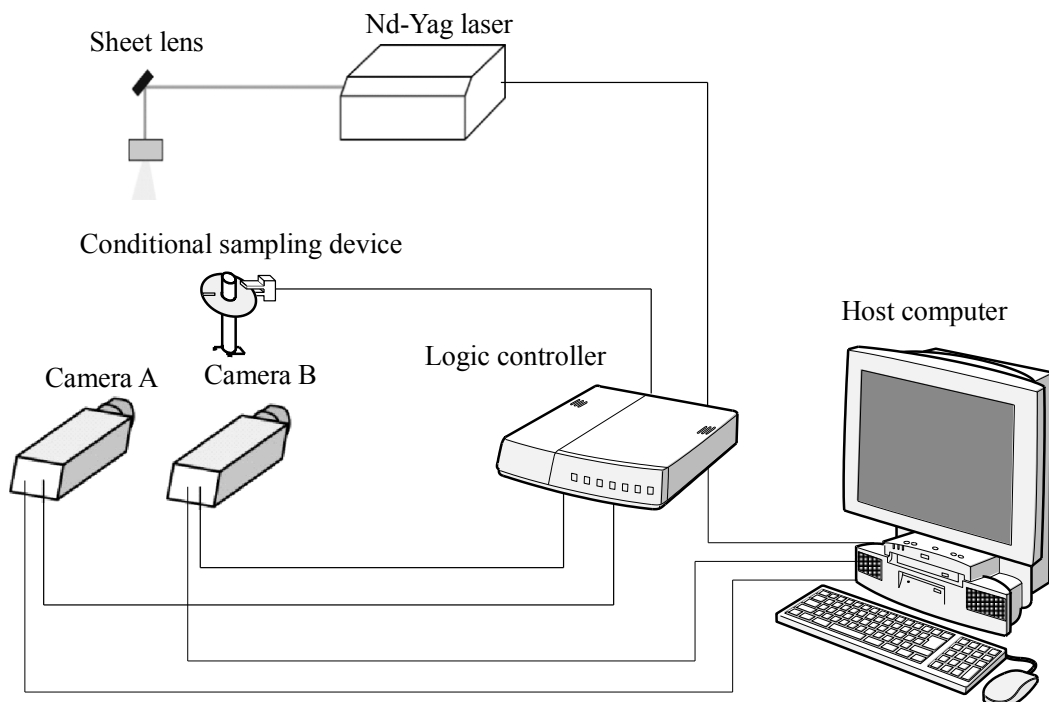 Nd-Yag laser
Sheet lens
Conditional sampling device
Host computer
Logic controller
Camera A
Camera B